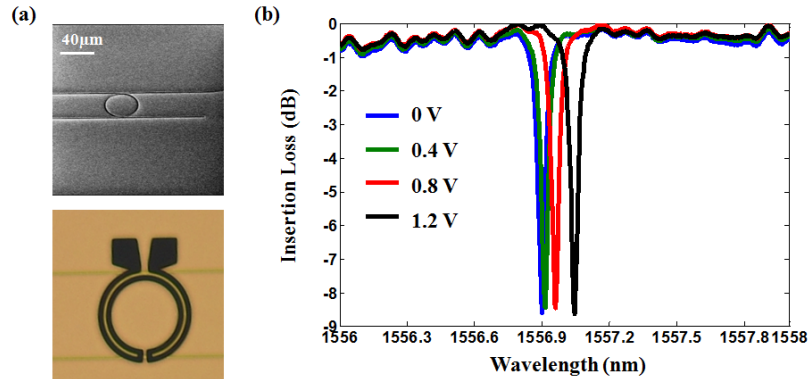 (a)
40μm
(b)
Insertion Loss (dB)
0
-1
-2
-3
-4
-5
-6
-7
-8
-9
0 V
0.4 V
0.8 V
1.2 V
1556 1556.3 1556.6 1556.9 1557.2 1557.5 1557.8 1558
Wavelength (nm)